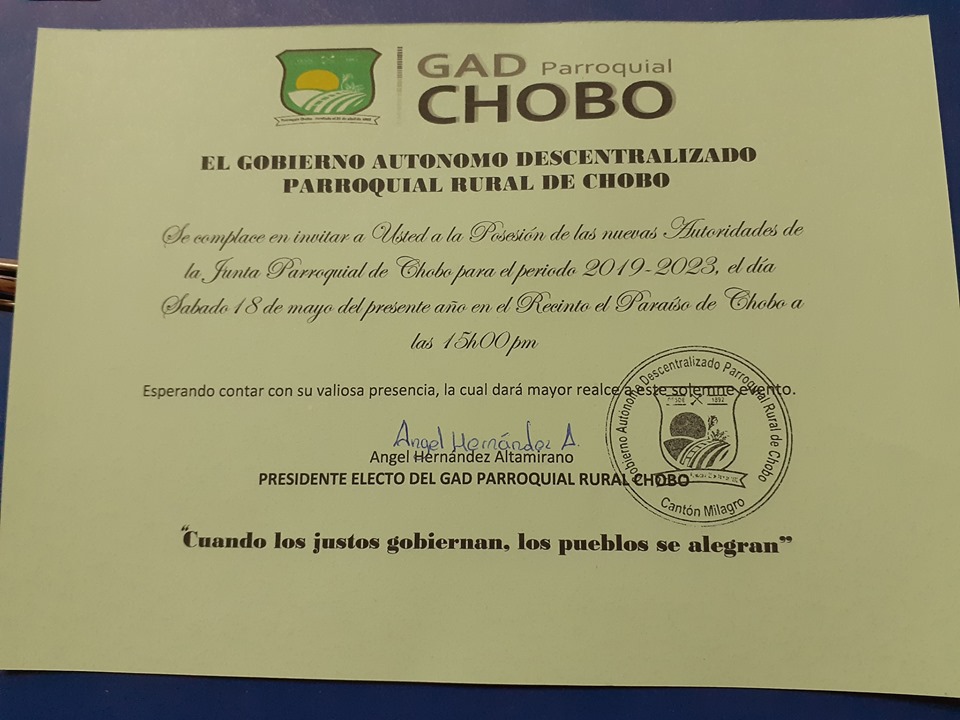 GAD Parroquial
CHOBO
EL GOBIERNO AUTONOMO DESCENTRALIZADO
PARROQUIAL RURAL DE CHOBO
Se complace en invitar a Usted a la Posesión de las nuevas Autoridades de
la Junta Parroquial de Chobo para el periodo 2019-2023, el día
Sabado 18 de mayo del presente año en el Recinto el Paraíso de Chobo a
las 15h00pm
Esperando contar con su valiosa presencia, la cual dará mayor realce a este solemne evento.
Angel Hernández A.
Angel Hernández Altamirano
PRESIDENTE ELECTO DEL GAD PARROQUIAL RURAL CHOBO
Gobierno Autónomo Descentralizado Parroquial Rural de Chobo
DESDE 1892
Cantón Milagro
“Cuando los justos gobiernan, los pueblos se alegran”